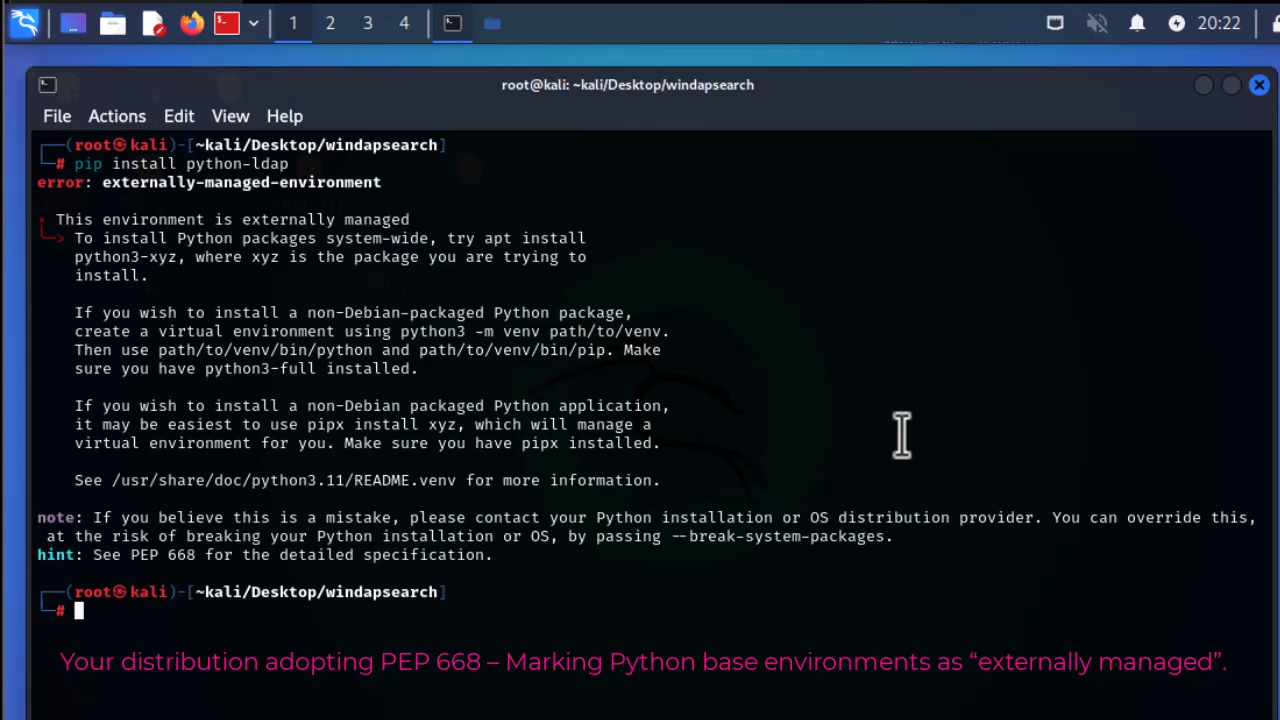 1 2 3 4 20:22
root@kali: ~kali/Desktop/windapsearch
File Actions Edit View Help
(root㉿kali)-[~kali/Desktop/windapsearch]
# pip install python-ldap
error: externally-managed-environment
× This environment is externally managed
╰─> To install Python packages system-wide, try apt install
python3-xyz, where xyz is the package you are trying to
install.
If you wish to install a non-Debian-packaged Python package,
create a virtual environment using python3 -m venv path/to/venv.
Then use path/to/venv/bin/python and path/to/venv/bin/pip. Make
sure you have python3-full installed.
If you wish to install a non-Debian packaged Python application,
it may be easiest to use pipx install xyz, which will manage a
virtual environment for you. Make sure you have pipx installed.
See /usr/share/doc/python3.11/README.venv for more information.
note: If you believe this is a mistake, please contact your Python installation or OS distribution provider. You can override this,
at the risk of breaking your Python installation or OS, by passing --break-system-packages.
hint: See PEP 668 for the detailed specification.
(root㉿kali)-[~kali/Desktop/windapsearch]
#
Your distribution adopting PEP 668 – Marking Python base environments as “externally managed”.